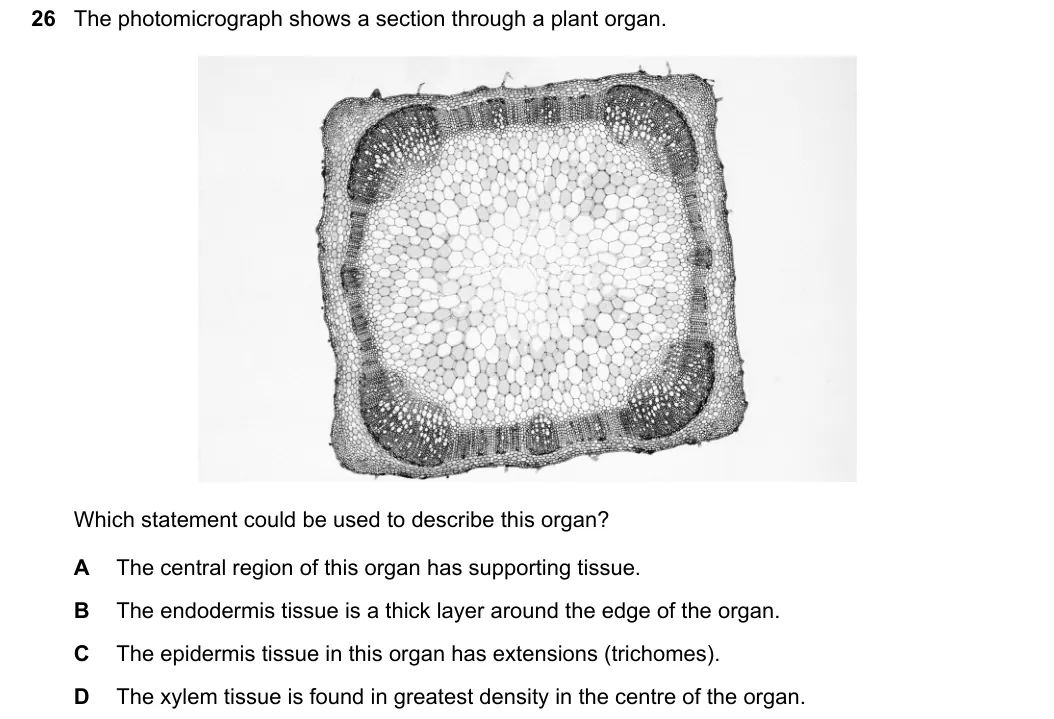 26 The photomicrograph shows a section through a plant organ.
Which statement could be used to describe this organ?
A The central region of this organ has supporting tissue.
B The endodermis tissue is a thick layer around the edge of the organ.
C The epidermis tissue in this organ has extensions (trichomes).
D The xylem tissue is found in greatest density in the centre of the organ.